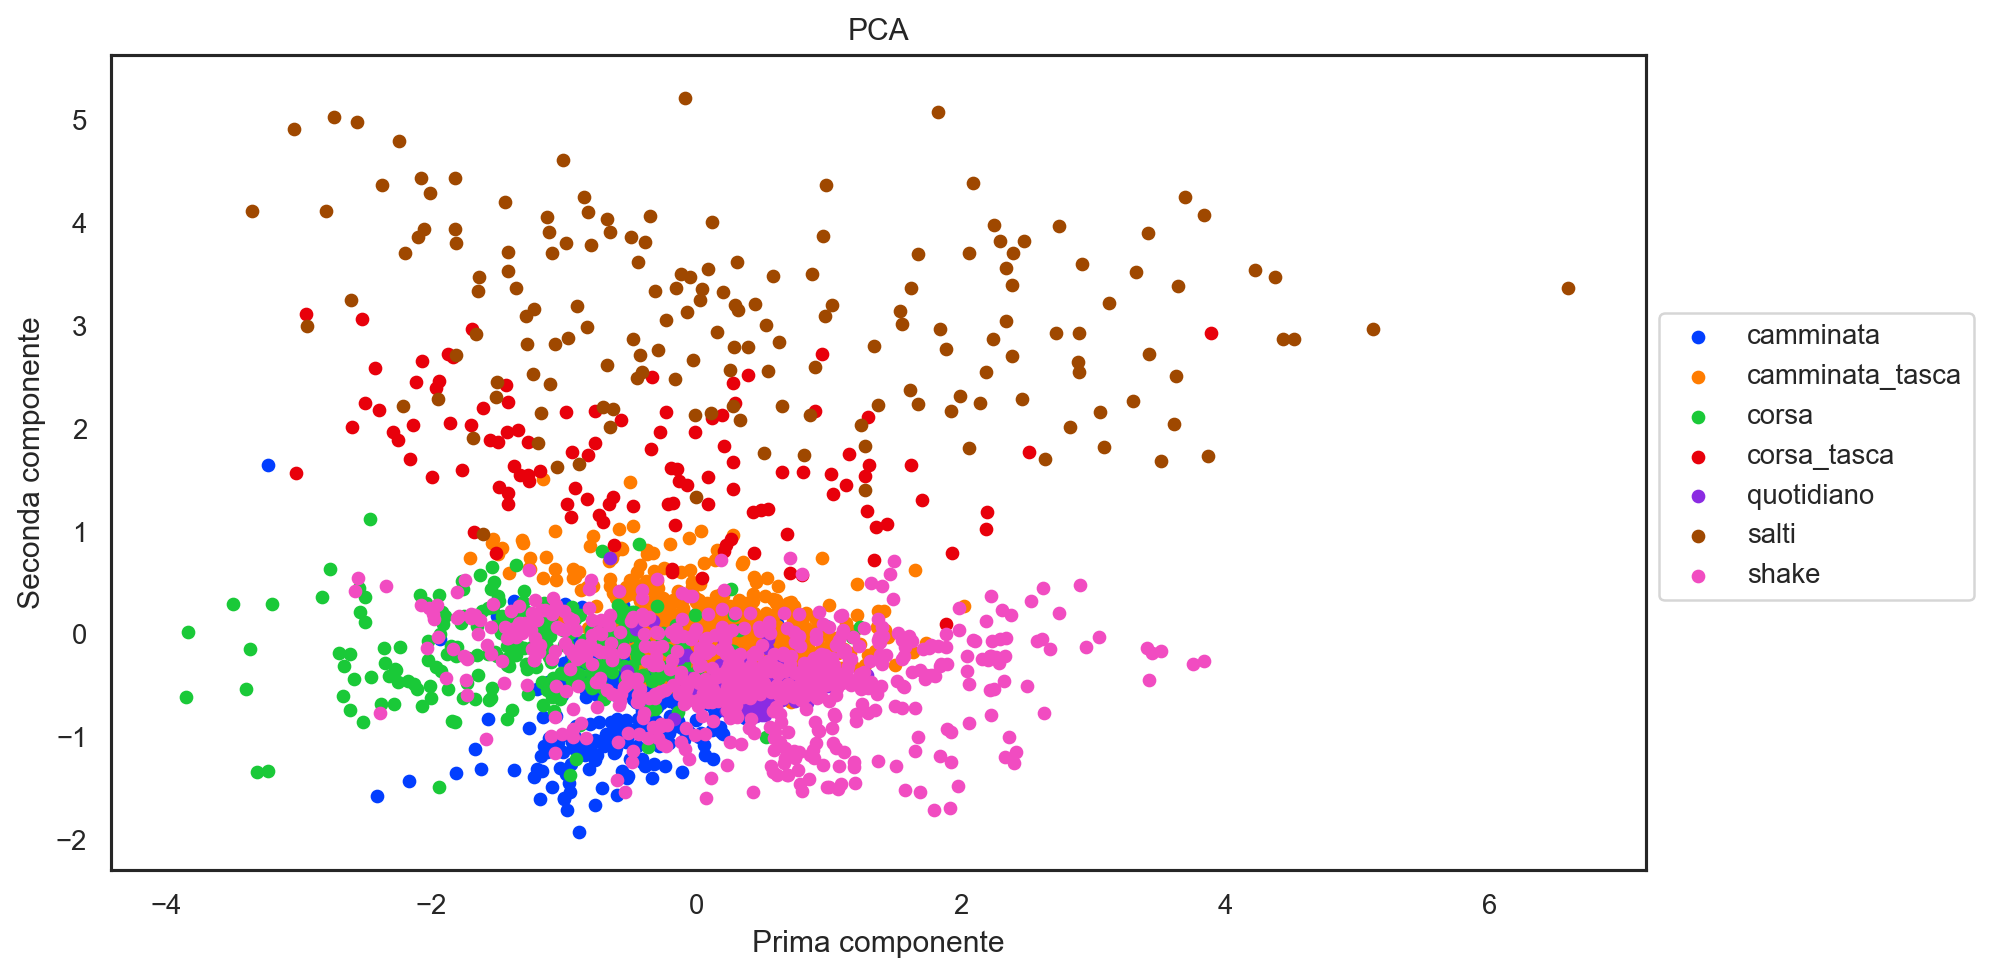 PCA
Seconda componente
5
4
3
2
1
0
−1
−2
−4
−2
0
2
4
6
Prima componente
camminata
camminata_tasca
corsa
corsa_tasca
quotidiano
salti
shake